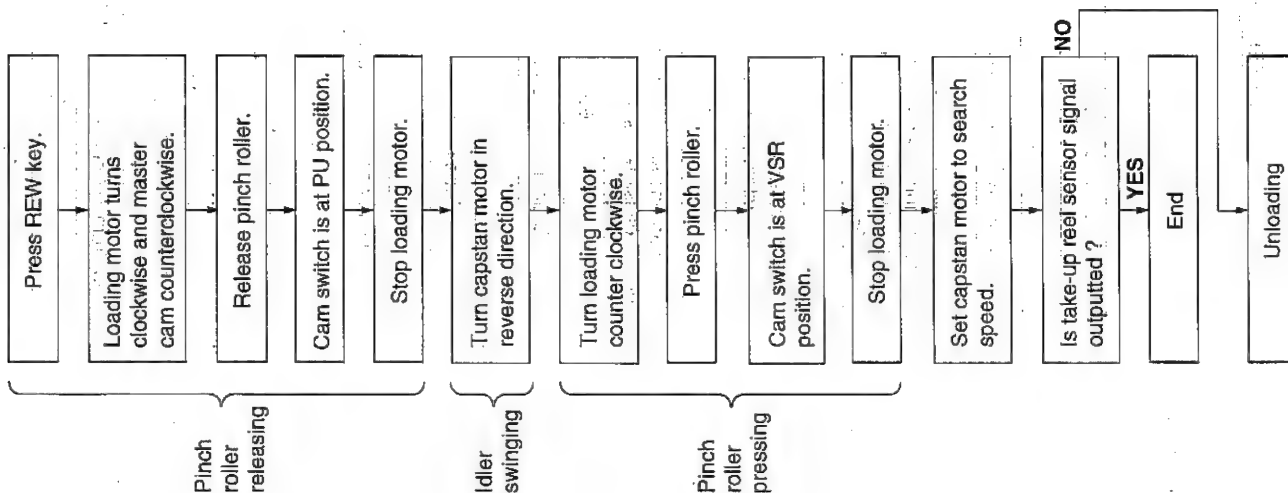 Press REW key.
Loading motor turns
clockwise and master
cam counterclockwise.
Release pinch roller.
Cam switch is at PU position.
Stop loading motor.
Pinch
roller
releasing
Turn capstan motor in
reverse direction.
Idler
swinging
Turn loading motor
counter clockwise.
Press pinch roller.
Cam switch is at VSR
position.
Stop loading motor.
Pinch
roller
pressing
Set capstan motor to search
speed.
Is take-up reel sensor signal
outputted ?
NO
YES
End
Unloading